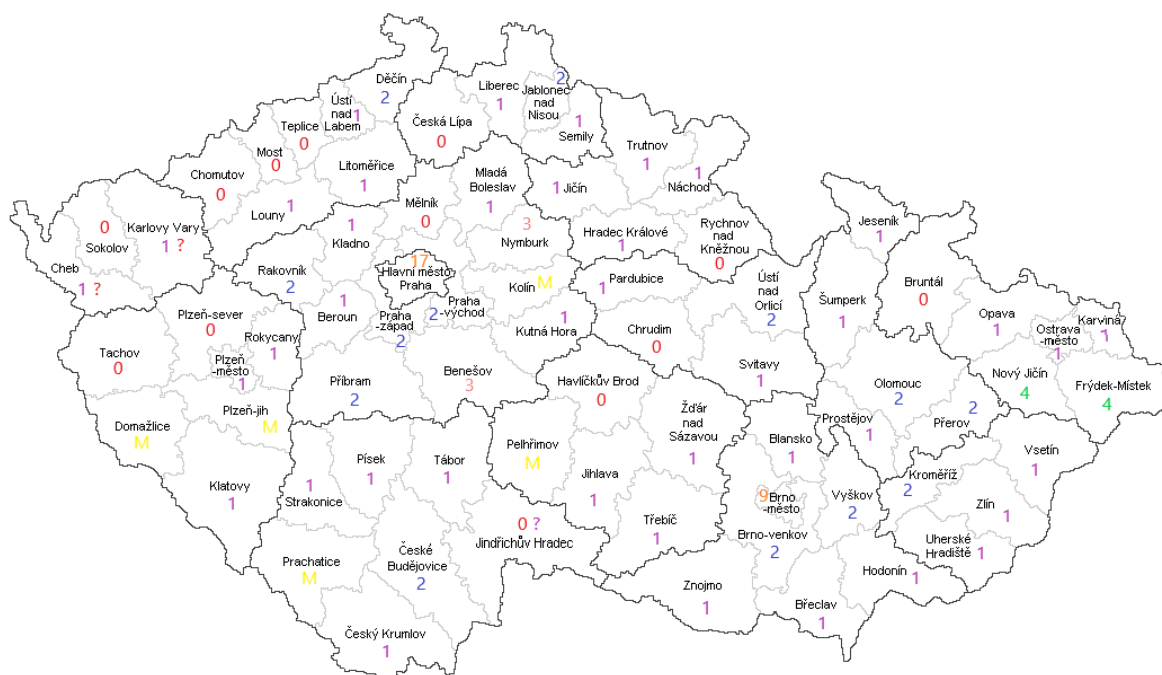 Děčín
2
Liberec
1
2
Jablonec
nad
Nisou
1
Semily
Ústí
nad
Labem
1
Teplice
0
Česká Lípa
0
Most
0
Chomutov
0
Litoměřice
1
Louny
1
Trutnov
1
1
Náchod
1 Jičín
Mladá
Boleslav
1
Mělník
0
3
Nymburk
Hradec Králové
1
Rychnov
nad
Kněžnou
0
0
Sokolov
Karlovy Vary
1 ?
Cheb
1 ?
1
Kladno
Rakovník
2
17
Hlavní město
Praha
Kolín M
1
Beroun
Praha
-západ
2
Praha
-východ
2
1
Kutná Hora
Pardubice
1
Chrudim
0
Ústí
nad
Orlicí
2
Svitavy
1
Jeseník
1
Šumperk
1
Bruntál
0
Opava
1
Ostrava
-město
1
Karviná
1
Nový Jičín
4
Frýdek-Místek
4
Plzeň-sever
0
Rokycany
1
Tachov
0
Plzeň
-město
1
Plzeň-jih
M
Domažlice
M
Klatovy
1
Příbram
2
Benešov
3
Havlíčkův Brod
0
Žďár
nad
Sázavou
1
Olomouc
2
2
Přerov
Prostějov
1
Pelhřimov
M
Jihlava
1
Třebíč
1
Písek
1
Tábor
1
1
Strakonice
0 ?
Jindřichův Hradec
Prachatice
M
České
Budějovice
2
Český Krumlov
1
Blansko
1
9 Brno
-město
Brno-venkov
2
Vyškov
2
Kroměříž
2
Vsetín
1
Zlín
1
Uherské
Hradiště 1
Hodonín
1
Břeclav
1
Znojmo
1